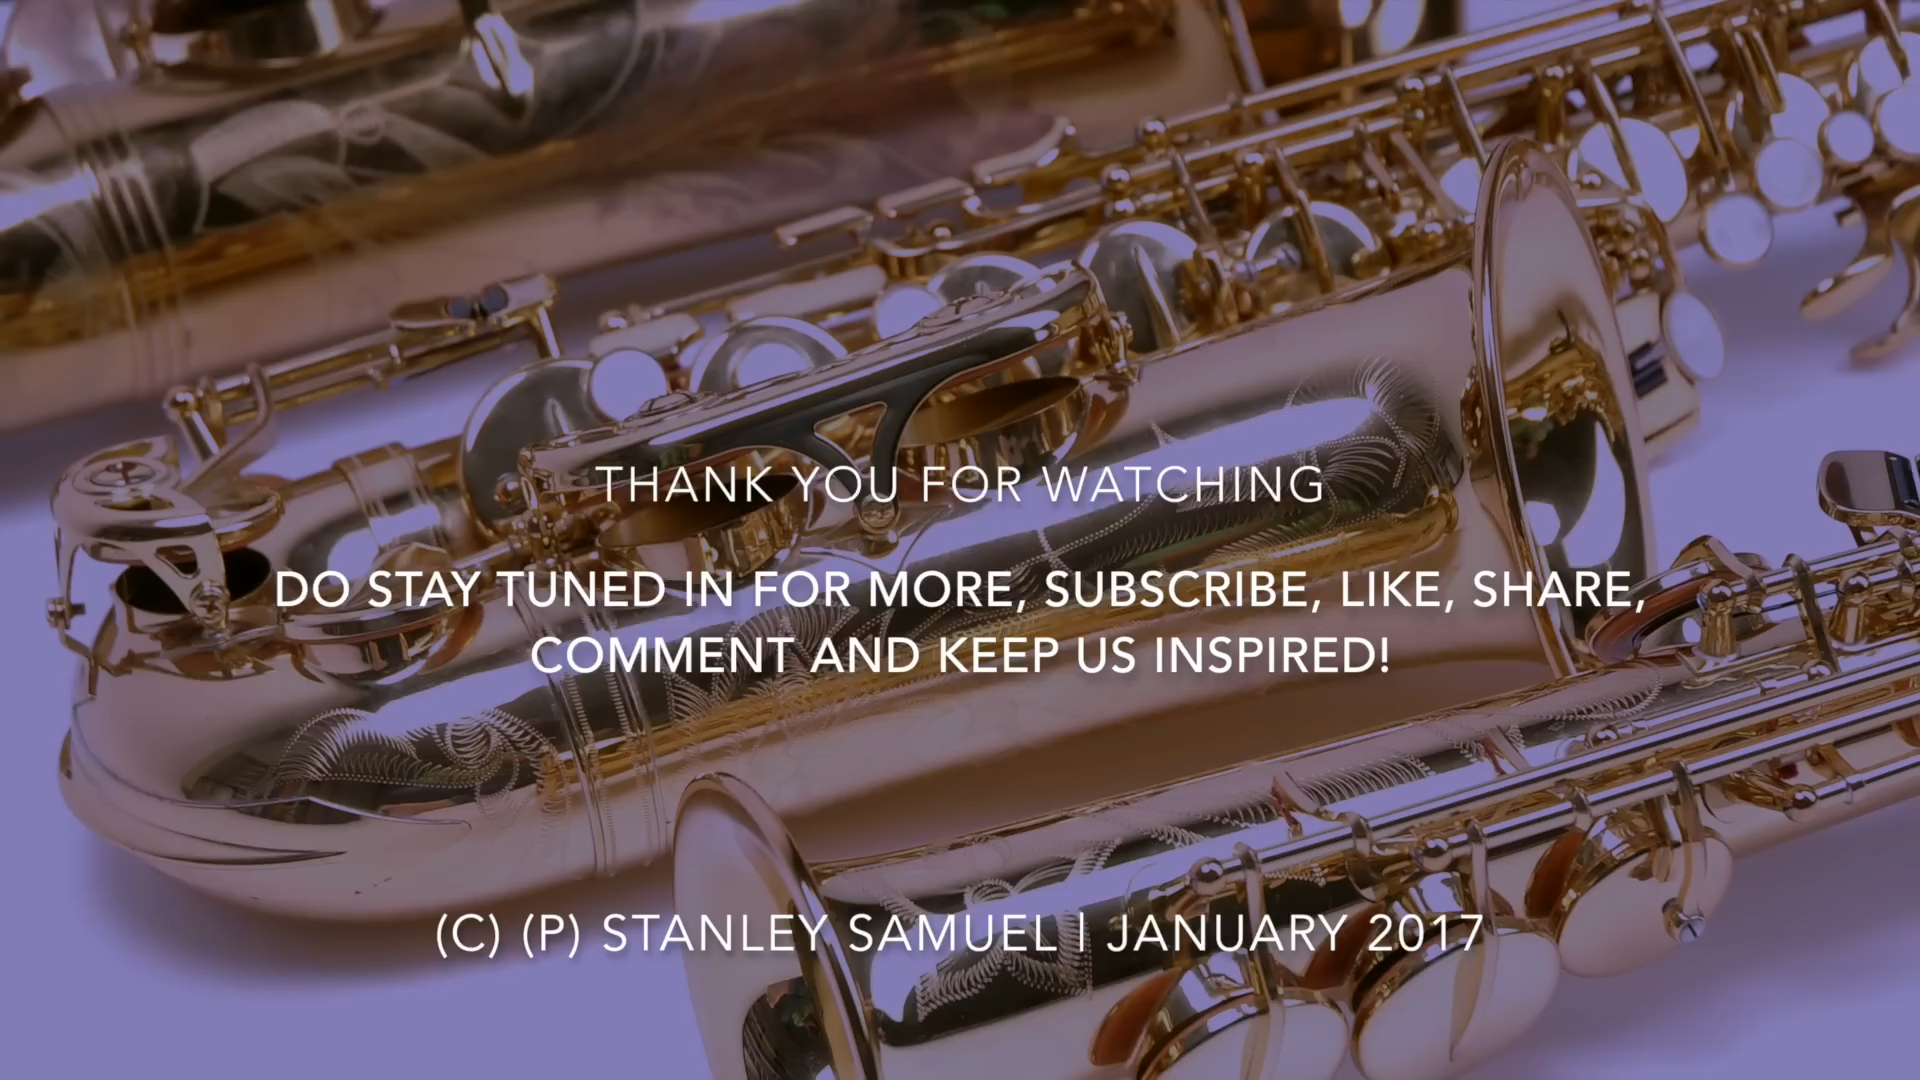 THANK YOU FOR WATCHING
DO STAY TUNED IN FOR MORE, SUBSCRIBE, LIKE, SHARE,
COMMENT AND KEEP US INSPIRED!
(C) (P) STANLEY SAMUEL | JANUARY 2017